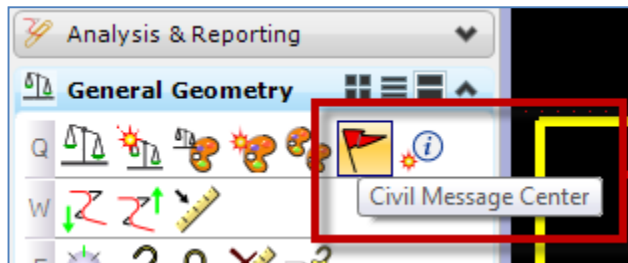 Analysis & Reporting
General Geometry
Q
W
Civil Message Center